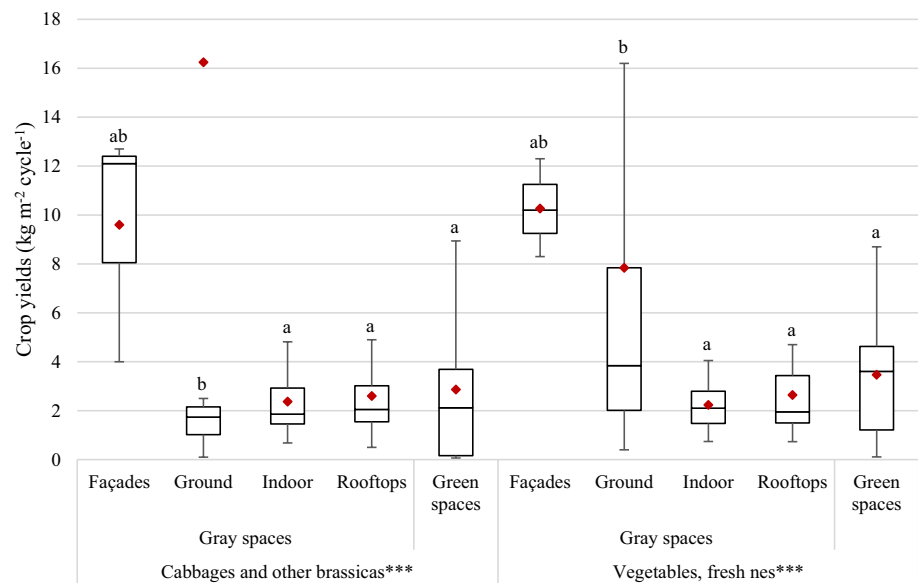 18
16
14
12
10
8
6
4
2
0
Crop yields (kg m-2 cycle-1)
ab
b
a
a
a
ab
b
a
a
a
Façades Ground Indoor Rooftops Green spaces Façades Ground Indoor Rooftops Green spaces
Gray spaces Gray spaces
Cabbages and other brassicas*** Vegetables, fresh nes***